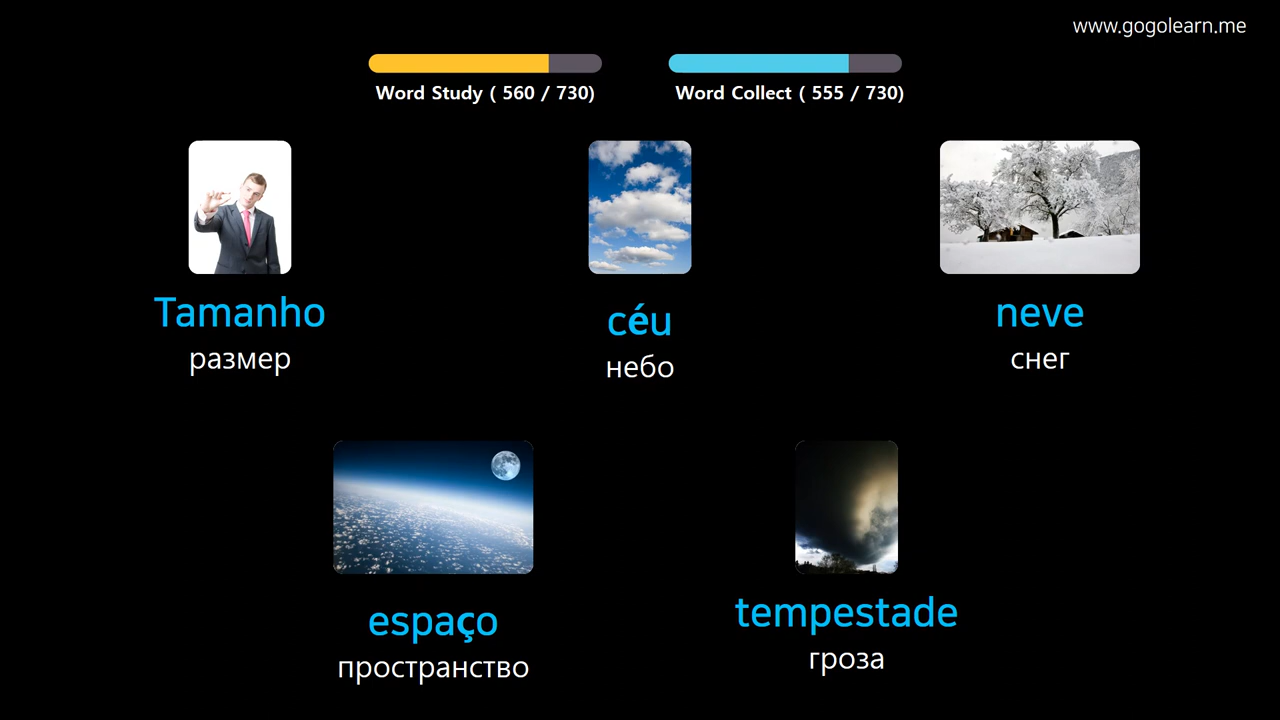 www.gogolearn.me
Word Study ( 560 / 730)
Word Collect ( 555 / 730)
Tamanho
размер
céu
небо
neve
снег
espaço
пространство
tempestade
гроза